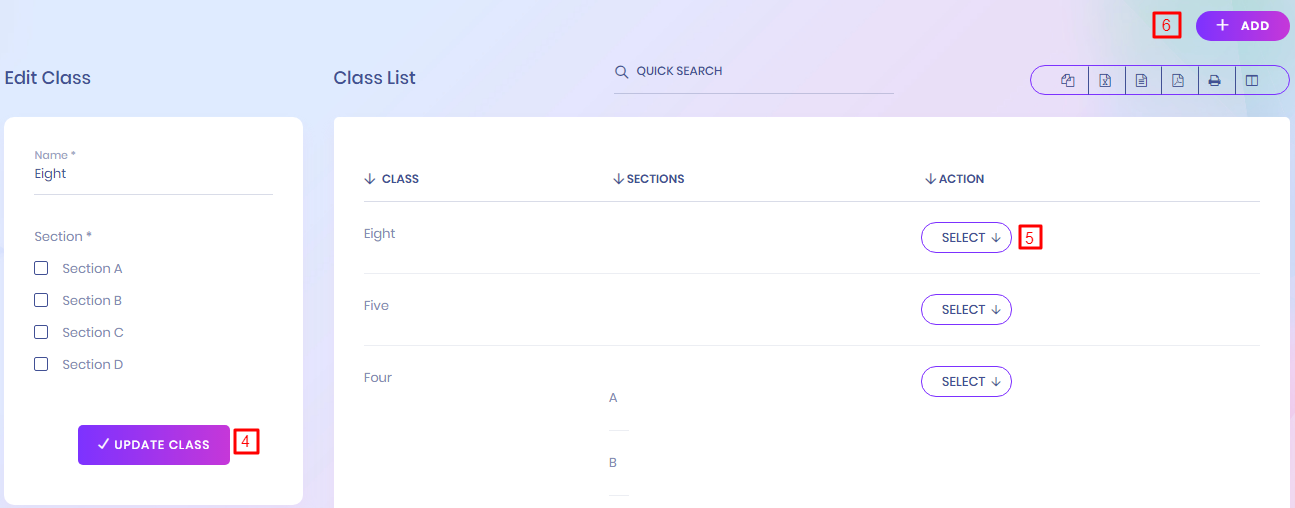 6
+ ADD
Edit Class
Class List
QUICK SEARCH
Name *
Eight
Section *
Section A
Section B
Section C
Section D
UPDATE CLASS
4
CLASS SECTIONS ACTION
Eight SELECT
5
Five SELECT
Four SELECT
A
B